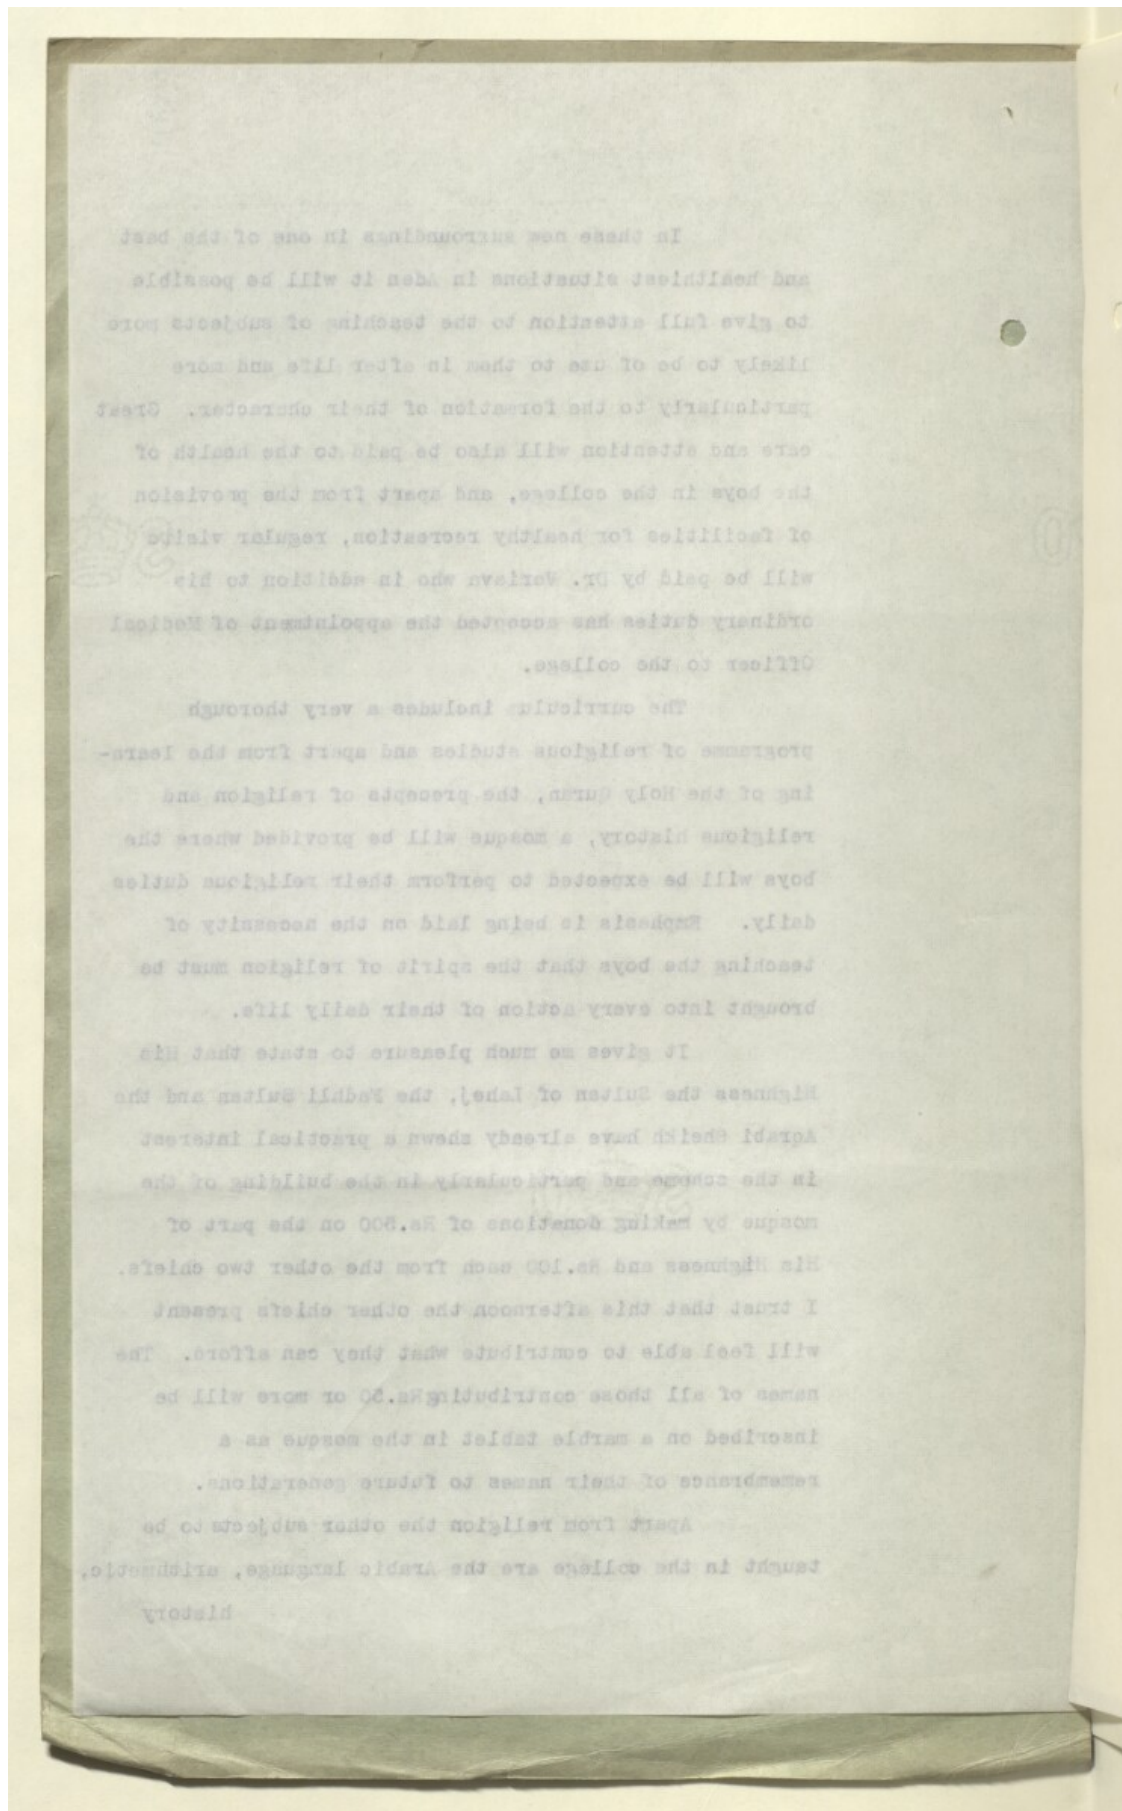 In these new surroundings in one of the best
and healthiest situations in Aden it will be possible
to give full attention to the teaching of subjects more
likely to be of use to them in after life and more
particularly to the formation of their character. Great
care and attention will also be paid to the health of
the boys in the college, and apart from the provision
of facilities for healthy recreation, regular visits
will be paid by Dr. Variava who in addition to his
ordinary duties has accepted the appointment of Medical
Officer to the college.
The curriculum includes a very thorough
programme of religious studies and apart from the learn-
ing of the Holy Quran, the precepts of religion and
religious history, a mosque will be provided where the
boys will be expected to perform their religious duties
daily. Emphasis is being laid on the necessity of
teaching the boys that the spirit of religion must be
brought into every action of their daily life.
It gives me much pleasure to state that His
Highness the Sultan of Lahej, the Fadhli Sultan and the
Aqrabi Sheikh have already shewn a practical interest
in the scheme and particularly in the building of the
mosque by making donations of Rs.500 on the part of
His Highness and Rs.100 each from the other two chiefs.
I trust that this afternoon the other chiefs present
will feel able to contribute what they can afford. The
names of all those contributing Rs.50 or more will be
inscribed on a marble tablet in the mosque as a
remembrance of their names to future generations.
Apart from religion the other subjects to be
taught in the college are the Arabic language, arithmetic,
history